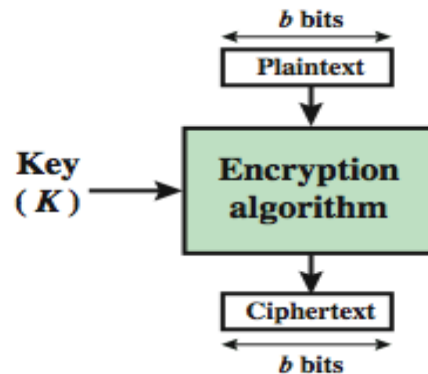 b bits
Plaintext
Key
( K )
Encryption
algorithm
Ciphertext
b bits